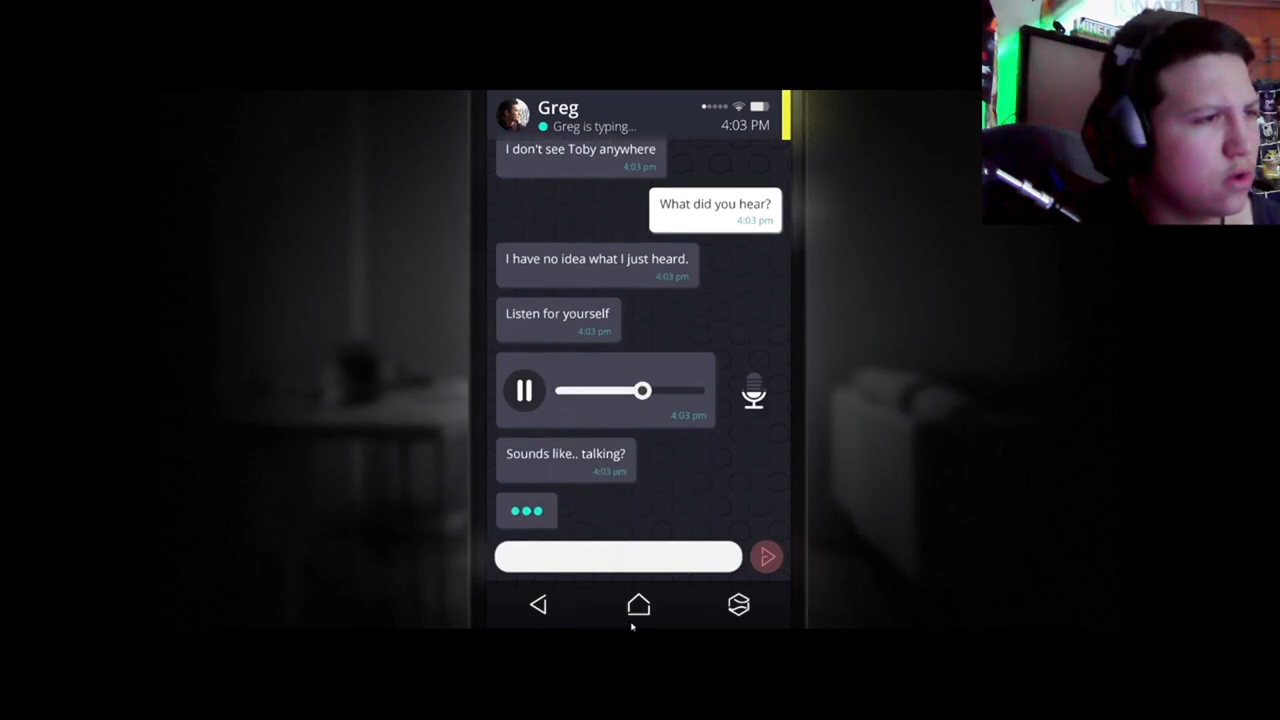 MINEC
Greg
Greg is typing...
4:03 PM
I don't see Toby anywhere
4:03 pm
What did you hear?
4:03 pm
I have no idea what I just heard.
4:03 pm
Listen for yourself
4:03 pm
4:03 pm
Sounds like.. talking?
4:03 pm